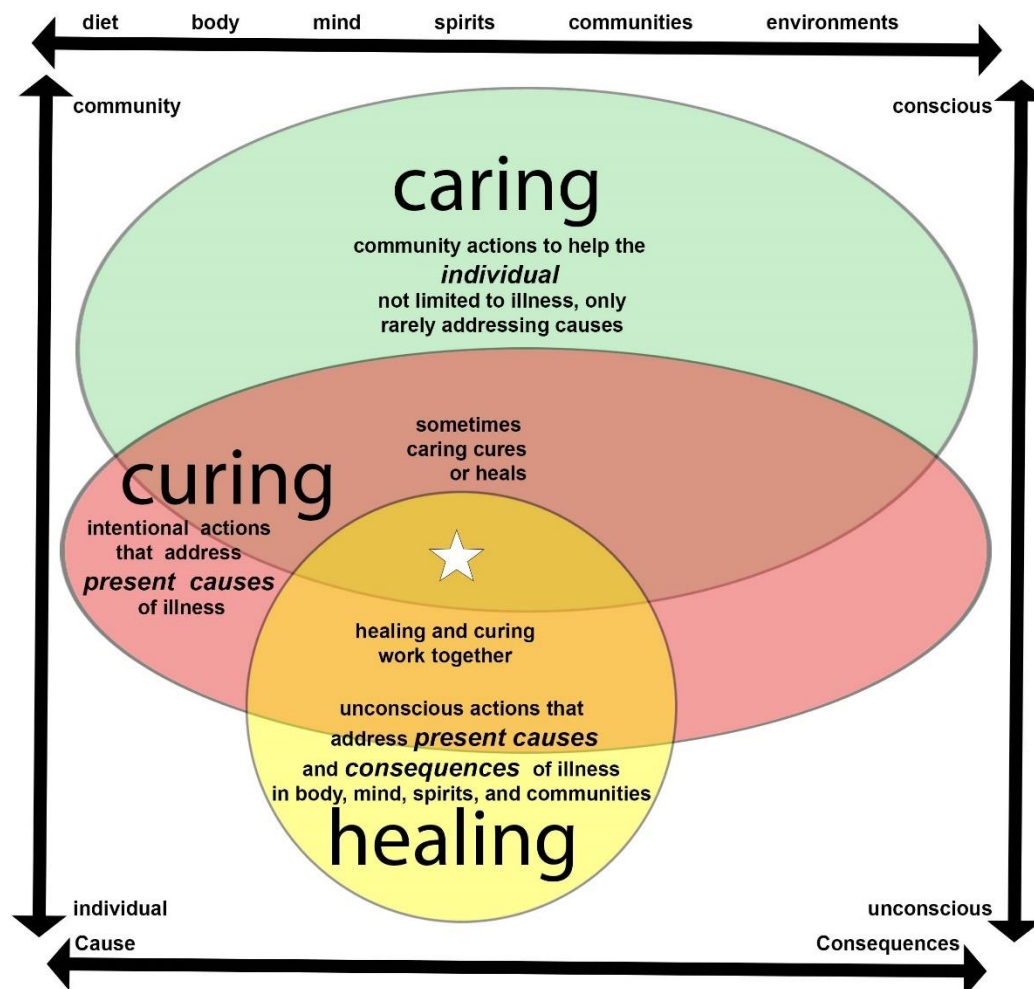 diet body mind spirits communities environments
community conscious
caring
community actions to help the
individual
not limited to illness, only
rarely addressing causes
sometimes
caring cures
or heals
curing
intentional actions
that address
present causes
of illness
healing and curing
work together
unconscious actions that
address present causes
and consequences of illness
in body, mind, spirits, and communities
healing
individual unconscious
Cause Consequences